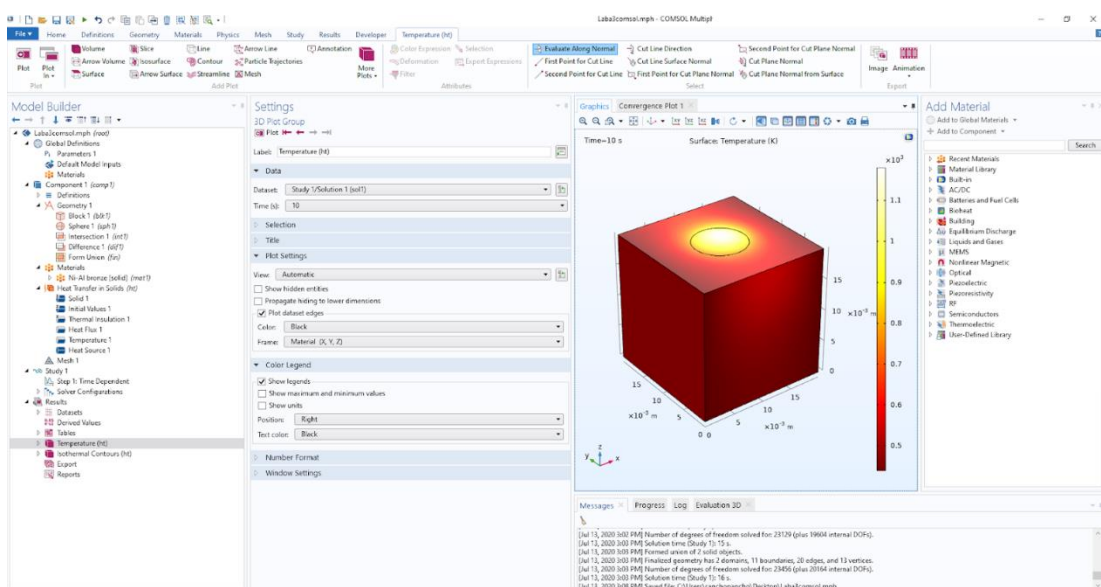 Laba3comsol.mph - COMSOL Multipl
File Home Definitions Geometry Materials Physics Mesh Study Results Developer Temperature (ht)
Plot
Plot In
Volume
Arrow Volume
Surface
Slice
Isosurface
Arrow Surface
Line
Contour
Streamline
Arrow Line
Particle Trajectories
Mesh
Annotation
More Plots
Color Expression
Deformation
Filter
Selection
Export Expressions
Evaluate Along Normal
First Point for Cut Line
Second Point for Cut Line
Cut Line Direction
Cut Line Surface Normal
First Point for Cut Plane Normal
Second Point for Cut Plane Normal
Cut Plane Normal
Cut Plane Normal from Surface
Image
Animation
Plot
Add Plot
Attributes
Select
Export
Model Builder
Laba3comsol.mph (root)
Global Definitions
Parameters 1
Default Model Inputs
Materials
Component 1 (comp1)
Definitions
Geometry 1
Block 1 (blk1)
Sphere 1 (sph1)
Intersection 1 (int1)
Difference 1 (dif1)
Form Union (fin)
Materials
Ni-Al bronze [solid] (mat1)
Heat Transfer in Solids (ht)
Solid 1
Initial Values 1
Thermal Insulation 1
Heat Flux 1
Temperature 1
Heat Source 1
Mesh 1
Study 1
Step 1: Time Dependent
Solver Configurations
Results
Datasets
Derived Values
Tables
Temperature (ht)
Isothermal Contours (ht)
Export
Reports
Settings
3D Plot Group
Plot
Label: Temperature (ht)
Data
Dataset: Study 1/Solution 1 (sol1)
Time (s): 10
Selection
Title
Plot Settings
View: Automatic
Show hidden entities
Propagate hiding to lower dimensions
Plot dataset edges
Color: Black
Frame: Material (X, Y, Z)
Color Legend
Show legends
Show maximum and minimum values
Show units
Position: Right
Text color: Black
Number Format
Window Settings
Graphics Convergence Plot 1
Time=10 s Surface: Temperature (K)
×10³
1.1
1
0.9
0.8
0.7
0.6
0.5
15
10 ×10⁻³ m
5
0
15
10
×10⁻³ m
5
0
15
10
×10⁻³ m
5
0
z
y
x
Messages Progress Log Evaluation 3D
[Jul 13, 2020 3:02 PM] Number of degrees of freedom solved for: 23129 (plus 19604 internal DOFs).
[Jul 13, 2020 3:02 PM] Solution time (Study 1): 15 s.
[Jul 13, 2020 3:03 PM] Formed union of 2 solid objects.
[Jul 13, 2020 3:03 PM] Finalized geometry has 2 domains, 11 boundaries, 20 edges, and 13 vertices.
[Jul 13, 2020 3:03 PM] Number of degrees of freedom solved for: 23456 (plus 20164 internal DOFs).
[Jul 13, 2020 3:03 PM] Solution time (Study 1): 16 s.
Add Material
Add to Global Materials
Add to Component
Search
Recent Materials
Material Library
Built-in
AC/DC
Batteries and Fuel Cells
Bioheat
Building
Equilibrium Discharge
Liquids and Gases
MEMS
Nonlinear Magnetic
Optical
Piezoelectric
Piezoresistivity
RF
Semiconductors
Thermoelectric
User-Defined Library